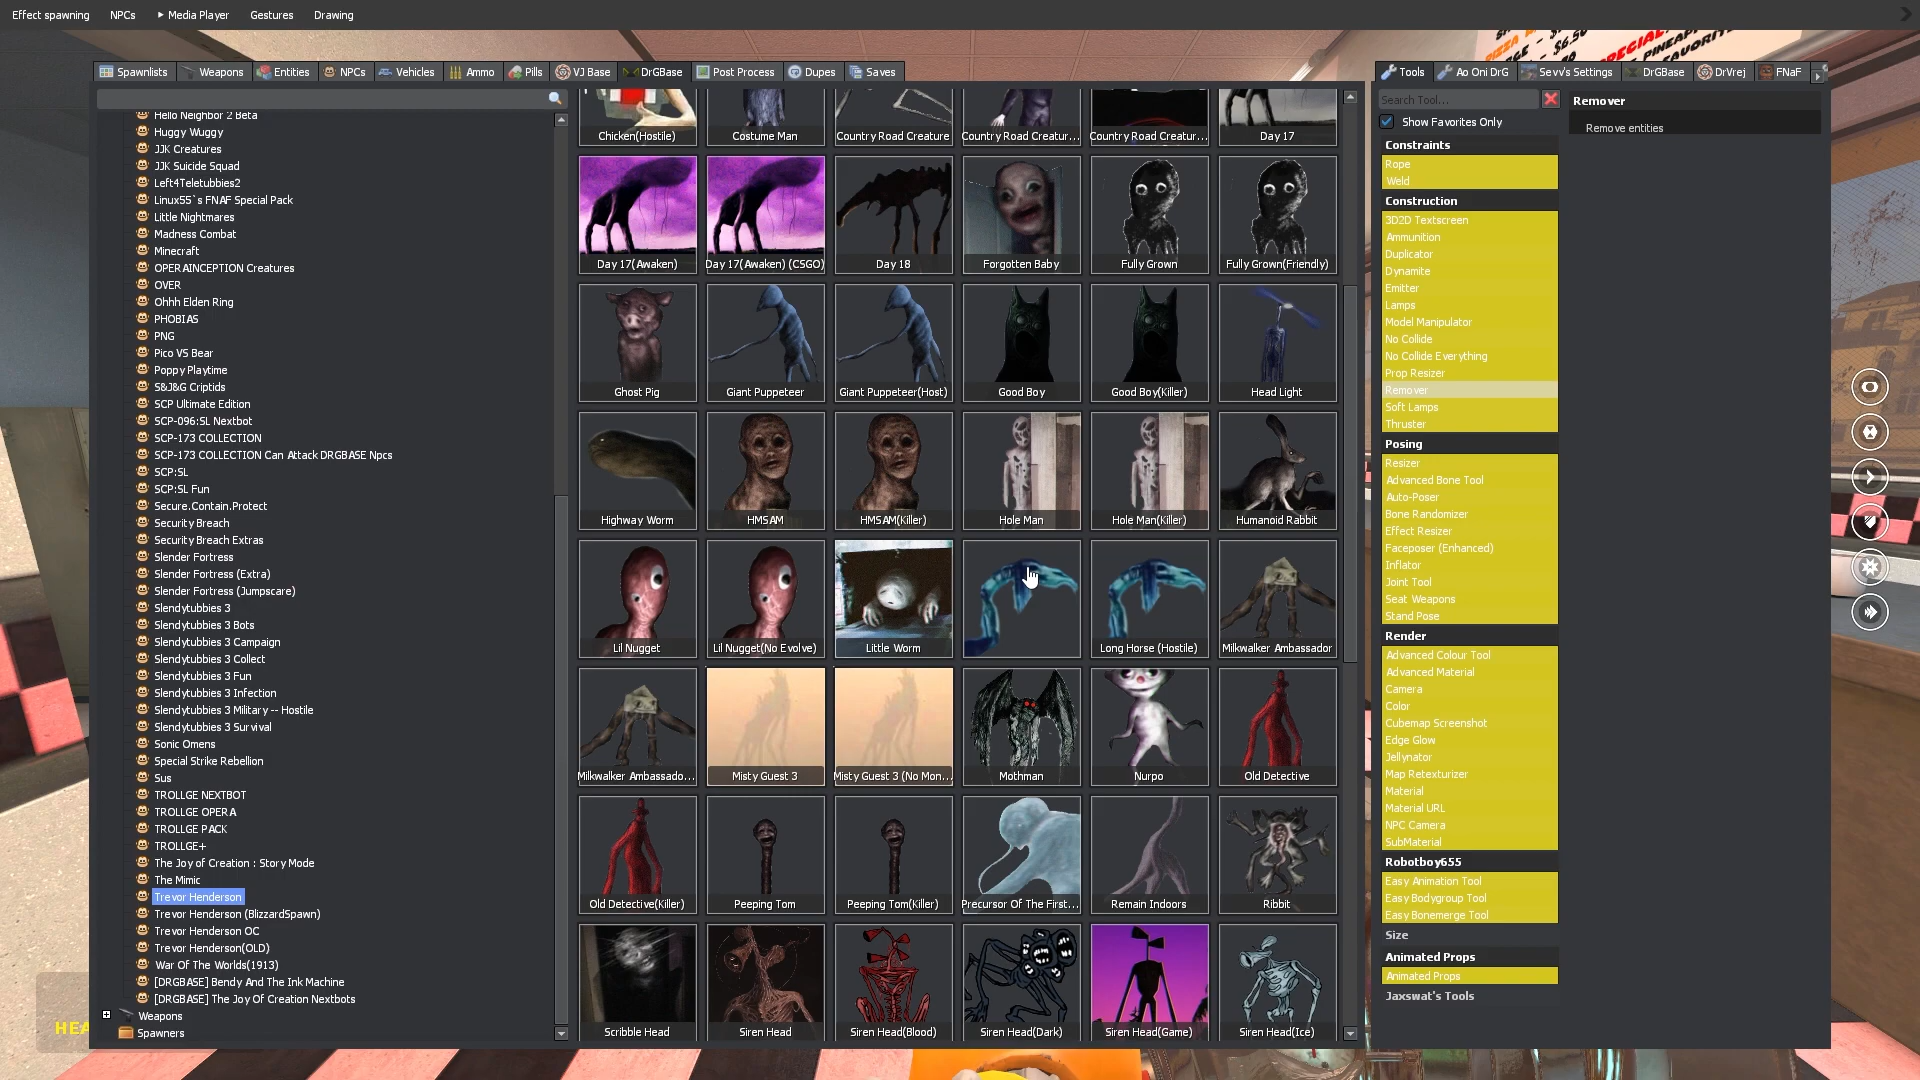 Effect spawning NPCs Media Player Gestures Drawing
Spawnlists Weapons Entities NPCs Vehicles Ammo Pills VJ Base DrGBase Post Process Dupes Saves
Tools Ao Oni DrG Sevv's Settings DrGBase DrVrej FNaF
Hello Neighbor 2 Beta
Huggy Wuggy
JJK Creatures
JJK Suicide Squad
Left4Teletubbies2
Linux55`s FNAF Special Pack
Little Nightmares
Madness Combat
Minecraft
OPERAINCEPTION Creatures
OVER
Ohhh Elden Ring
PHOBIAS
PNG
Pico VS Bear
Poppy Playtime
S&J&G Criptids
SCP Ultimate Edition
SCP-096:SL Nextbot
SCP-173 COLLECTION
SCP-173 COLLECTION Can Attack DRGBASE Npcs
SCP:SL
SCP:SL Fun
Secure.Contain.Protect
Security Breach
Security Breach Extras
Slender Fortress
Slender Fortress (Extra)
Slender Fortress (Jumpscare)
Slendytubbies 3
Slendytubbies 3 Bots
Slendytubbies 3 Campaign
Slendytubbies 3 Collect
Slendytubbies 3 Fun
Slendytubbies 3 Infection
Slendytubbies 3 Military -- Hostile
Slendytubbies 3 Survival
Sonic Omens
Special Strike Rebellion
Sus
TROLLGE NEXTBOT
TROLLGE OPERA
TROLLGE PACK
TROLLGE+
The Joy of Creation : Story Mode
The Mimic
Trevor Henderson
Trevor Henderson (BlizzardSpawn)
Trevor Henderson OC
Trevor Henderson(OLD)
War Of The Worlds(1913)
[DRGBASE] Bendy And The Ink Machine
[DRGBASE] The Joy Of Creation Nextbots
Weapons
Spawners
Chicken(Hostile) Costume Man Country Road Creature Country Road Creatur... Country Road Creatur... Day 17
Day 17(Awaken) Day 17(Awaken) (CSGO) Day 18 Forgotten Baby Fully Grown Fully Grown(Friendly)
Ghost Pig Giant Puppeteer Giant Puppeteer(Host) Good Boy Good Boy(Killer) Head Light
Highway Worm HMSAM HMSAM(Killer) Hole Man Hole Man(Killer) Humanoid Rabbit
Lil Nugget Lil Nugget(No Evolve) Little Worm Long Horse (Hostile) Milkwalker Ambassador
Milkwalker Ambassado... Misty Guest 3 Misty Guest 3 (No Mon... Mothman Nurpo Old Detective
Old Detective(Killer) Peeping Tom Peeping Tom(Killer) Precursor Of The First... Remain Indoors Ribbit
Scribble Head Siren Head Siren Head(Blood) Siren Head(Dark) Siren Head(Game) Siren Head(Ice)
Search Tool...
Show Favorites Only
Constraints
Rope
Weld
Construction
3D2D Textscreen
Ammunition
Duplicator
Dynamite
Emitter
Lamps
Model Manipulator
No Collide
No Collide Everything
Prop Resizer
Remover
Soft Lamps
Thruster
Posing
Resizer
Advanced Bone Tool
Auto-Poser
Bone Randomizer
Effect Resizer
Faceposer (Enhanced)
Inflator
Joint Tool
Seat Weapons
Stand Pose
Render
Advanced Colour Tool
Advanced Material
Camera
Color
Cubemap Screenshot
Edge Glow
Jellynator
Map Retexturizer
Material
Material URL
NPC Camera
SubMaterial
Robotboy655
Easy Animation Tool
Easy Bodygroup Tool
Easy Bonemerge Tool
Size
Animated Props
Animated Props
Jaxswat's Tools
Remover
Remove entities
HEA